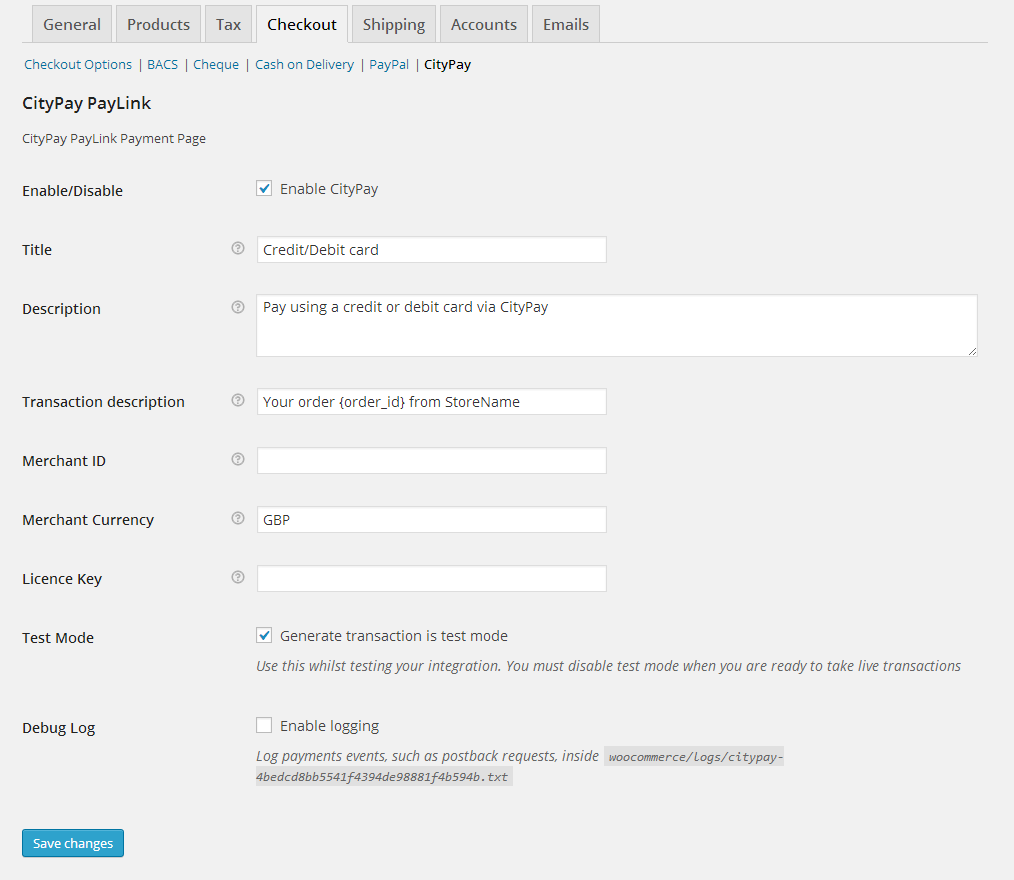 General Products Tax Checkout Shipping Accounts Emails
Checkout Options | BACS | Cheque | Cash on Delivery | PayPal | CityPay
CityPay PayLink
CityPay PayLink Payment Page
Enable/Disable Enable CityPay
Title Credit/Debit card
Description Pay using a credit or debit card via CityPay
Transaction description Your order {order_id} from StoreName
Merchant ID
Merchant Currency GBP
Licence Key
Test Mode Generate transaction is test mode
Use this whilst testing your integration. You must disable test mode when you are ready to take live transactions
Debug Log Enable logging
Log payments events, such as postback requests, inside woocommerce/logs/citypay-
4bedcd8bb5541f4394de98881f4b594b.txt
Save changes